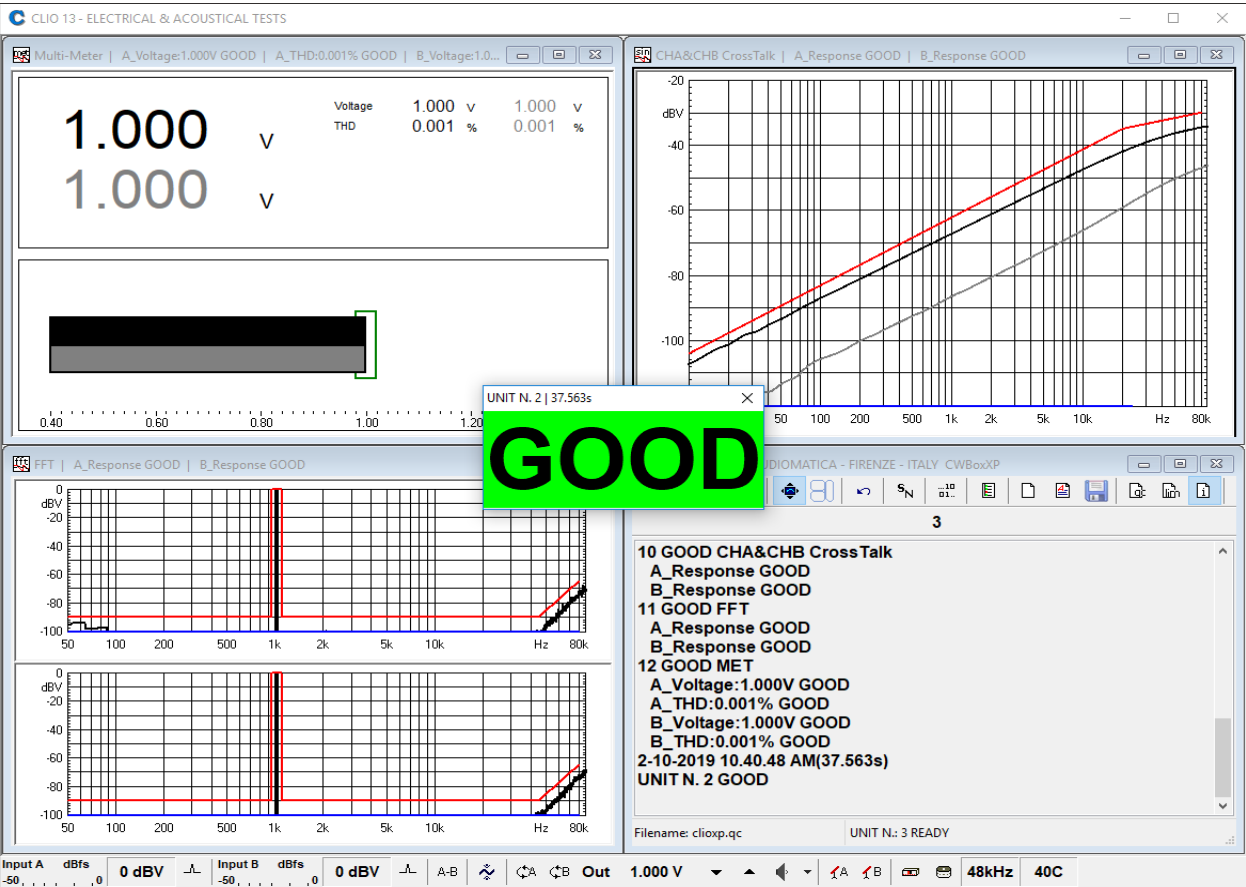 CLIO 13 - ELECTRICAL & ACOUSTICAL TESTS
Multi-Meter | A_Voltage:1.000V GOOD | A_THD:0.001% GOOD | B_Voltage:1.0...
1.000 V
1.000 V
Voltage 1.000 V 1.000 V
THD 0.001 % 0.001 %
0.40 0.60 0.80 1.00 1.20
CHA&CHB CrossTalk | A_Response GOOD | B_Response GOOD
-20
dBV
-40
-60
-80
-100
50 100 200 500 1k 2k 5k 10k Hz 80k
UNIT N. 2 | 37.563s
GOOD
FFT | A_Response GOOD | B_Response GOOD
0
dBV
-20
-40
-60
-80
-100
50 100 200 500 1k 2k 5k 10k Hz 80k
0
dBV
-20
-40
-60
-80
-100
50 100 200 500 1k 2k 5k 10k Hz 80k
UDIOMATICA - FIRENZE - ITALY CWBoxXP
3
10 GOOD CHA&CHB CrossTalk
A_Response GOOD
B_Response GOOD
11 GOOD FFT
A_Response GOOD
B_Response GOOD
12 GOOD MET
A_Voltage:1.000V GOOD
A_THD:0.001% GOOD
B_Voltage:1.000V GOOD
B_THD:0.001% GOOD
2-10-2019 10.40.48 AM(37.563s)
UNIT N. 2 GOOD
Filename: clioxp.qc UNIT N.: 3 READY
Input A dBfs
-50 0
0 dBV
Input B dBfs
-50 0
0 dBV
A-B
A B Out 1.000 V
A B 48kHz 40C